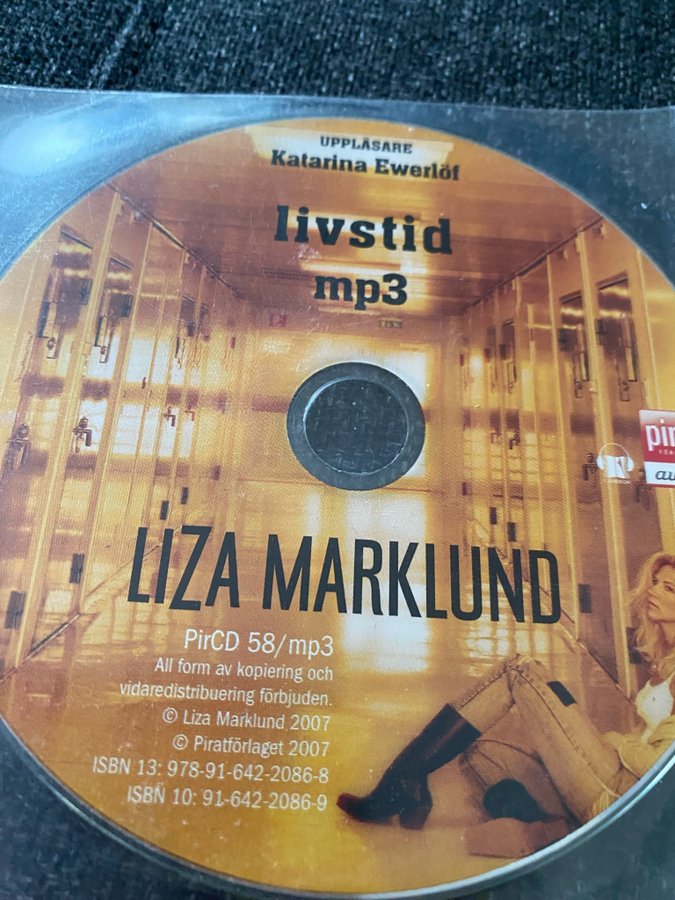 UPPLÄSARE
Katarina Ewerlöf
livstid
mp3
LIZA MARKLUND
PirCD 58/mp3
All form av kopiering och
vidaredistribuering förbjuden.
© Liza Marklund 2007
© Piratförlaget 2007
ISBN 13: 978-91-642-2086-8
ISBN 10: 91-642-2086-9